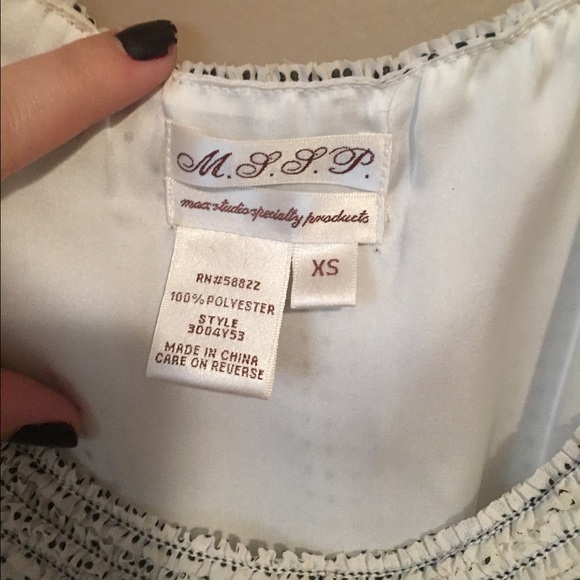 M.S.S.P.
max studio specialty products
XS
RN#58822
100% POLYESTER
STYLE
3004Y53
MADE IN CHINA
CARE ON REVERSE